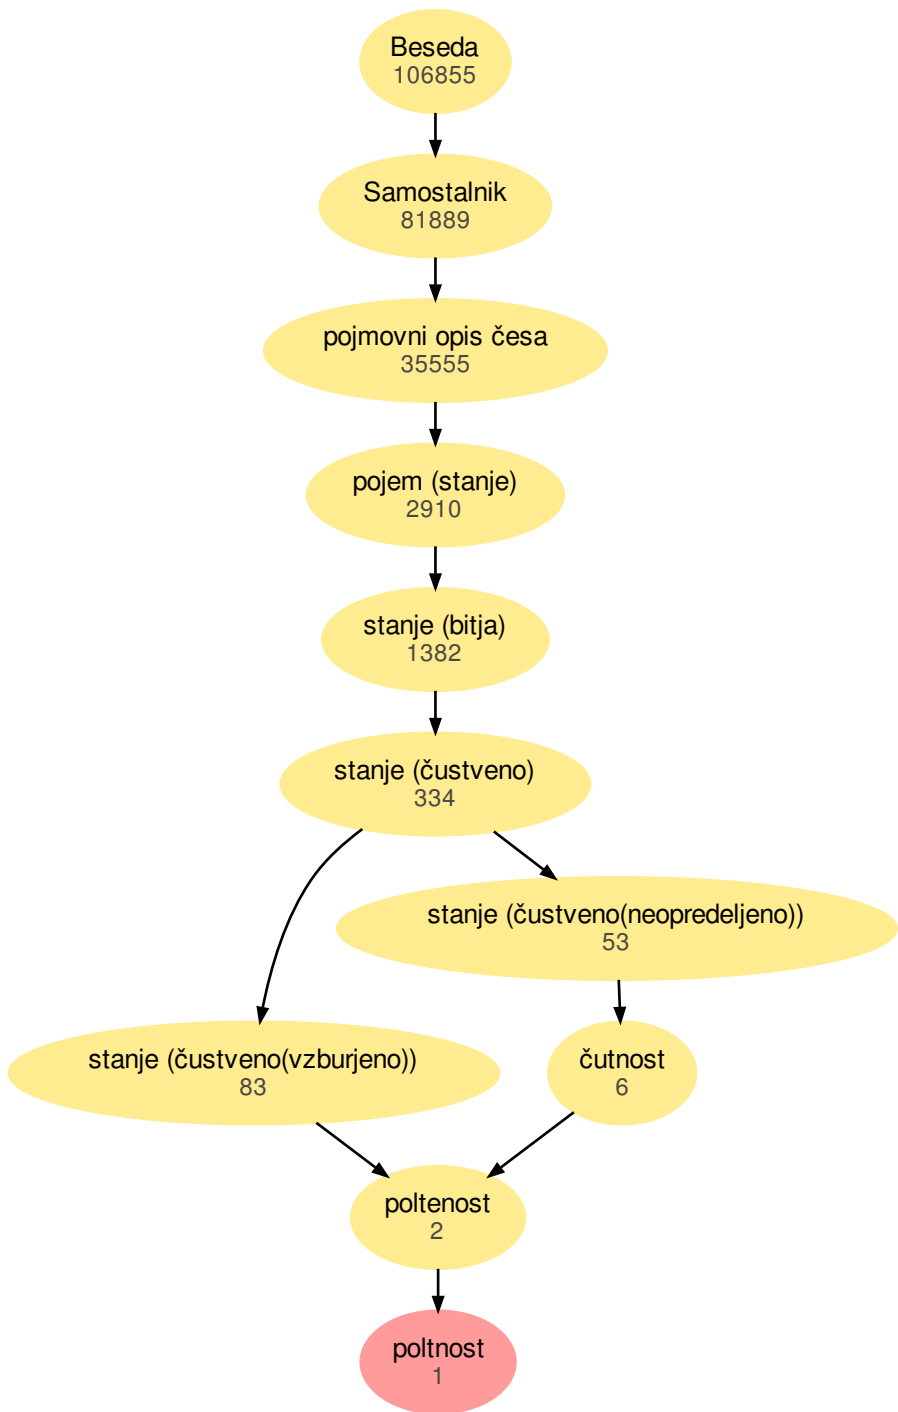 Beseda
106855
Samostalnik
81889
pojmovni opis česa
35555
pojem (stanje)
2910
stanje (bitja)
1382
stanje (čustveno)
334
stanje (čustveno(neopredeljeno))
53
stanje (čustveno(vzburjeno))
83
čutnost
6
poltenost
2
poltnost
1